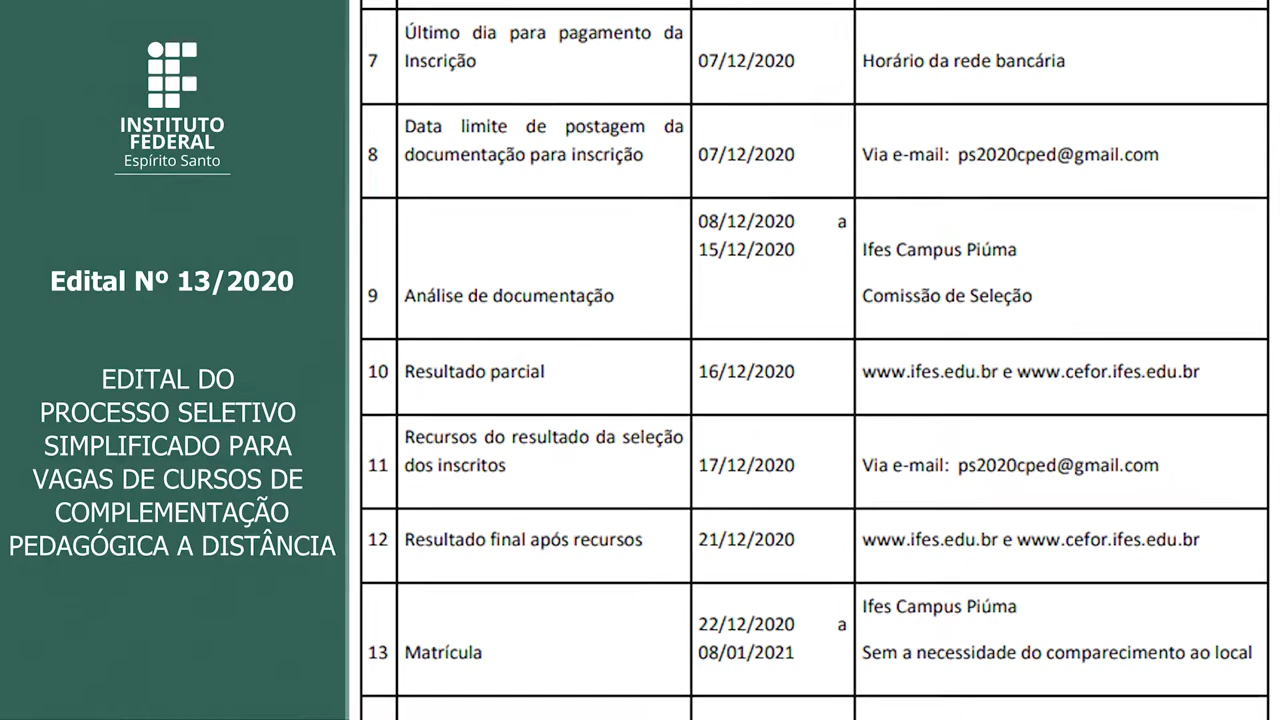 INSTITUTO
FEDERAL
Espírito Santo
Edital Nº 13/2020
EDITAL DO
PROCESSO SELETIVO
SIMPLIFICADO PARA
VAGAS DE CURSOS DE
COMPLEMENTAÇÃO
PEDAGÓGICA A DISTÂNCIA
7
Último dia para pagamento da
Inscrição
07/12/2020
Horário da rede bancária
8
Data limite de postagem da
documentação para inscrição
07/12/2020
Via e-mail: ps2020cped@gmail.com
9
Análise de documentação
08/12/2020 a
15/12/2020
Ifes Campus Piúma
Comissão de Seleção
10
Resultado parcial
16/12/2020
www.ifes.edu.br e www.cefor.ifes.edu.br
11
Recursos do resultado da seleção
dos inscritos
17/12/2020
Via e-mail: ps2020cped@gmail.com
12
Resultado final após recursos
21/12/2020
www.ifes.edu.br e www.cefor.ifes.edu.br
13
Matrícula
22/12/2020 a
08/01/2021
Ifes Campus Piúma
Sem a necessidade do comparecimento ao local